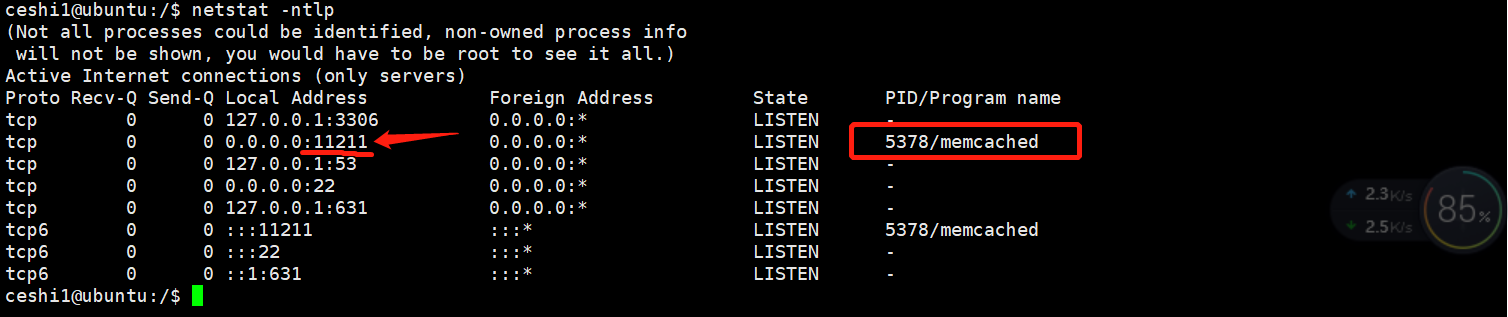 ceshi1@ubuntu:/$ netstat -ntlp
(Not all processes could be identified, non-owned process info
 will not be shown, you would have to be root to see it all.)
Active Internet connections (only servers)
Proto Recv-Q Send-Q Local Address           Foreign Address         State       PID/Program name
tcp        0      0 127.0.0.1:3306          0.0.0.0:*               LISTEN      -
tcp        0      0 0.0.0.0:11211           0.0.0.0:*               LISTEN      5378/memcached
tcp        0      0 127.0.0.1:53            0.0.0.0:*               LISTEN      -
tcp        0      0 0.0.0.0:22              0.0.0.0:*               LISTEN      -
tcp        0      0 127.0.0.1:631           0.0.0.0:*               LISTEN      -
tcp6       0      0 :::11211                :::*                    LISTEN      5378/memcached
tcp6       0      0 :::22                   :::*                    LISTEN      -
tcp6       0      0 ::1:631                 :::*                    LISTEN      -
ceshi1@ubuntu:/$
2.3K/s
2.5K/s
85%